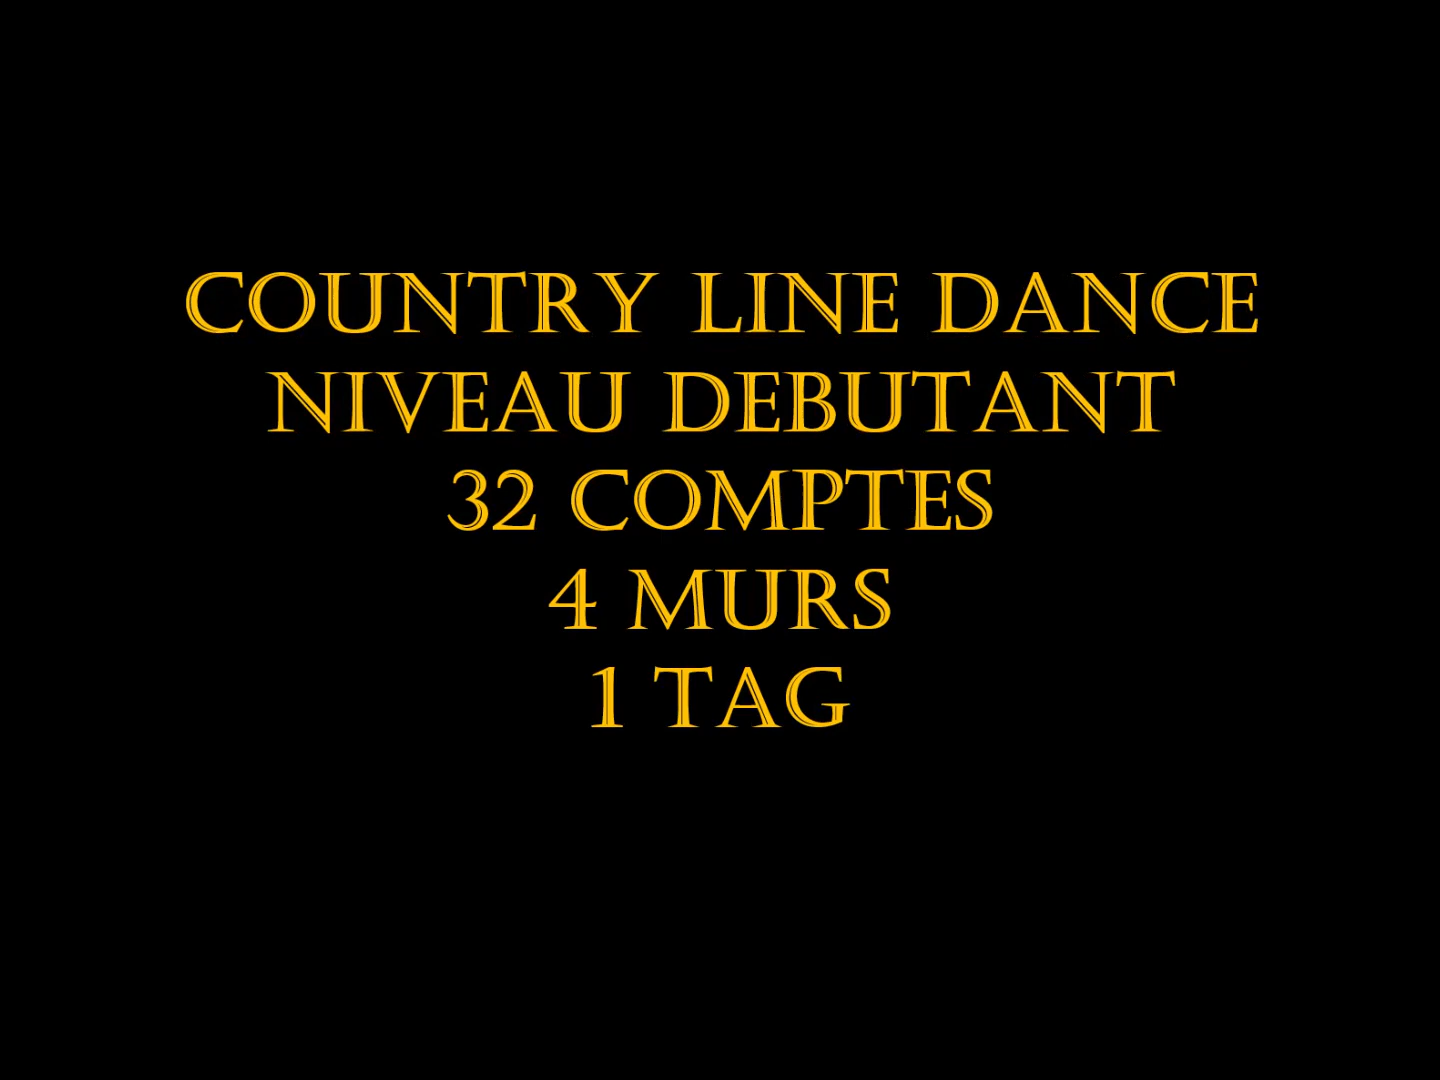 COUNTRY LINE DANCE
NIVEAU DEBUTANT
32 COMPTES
4 MURS
1 TAG